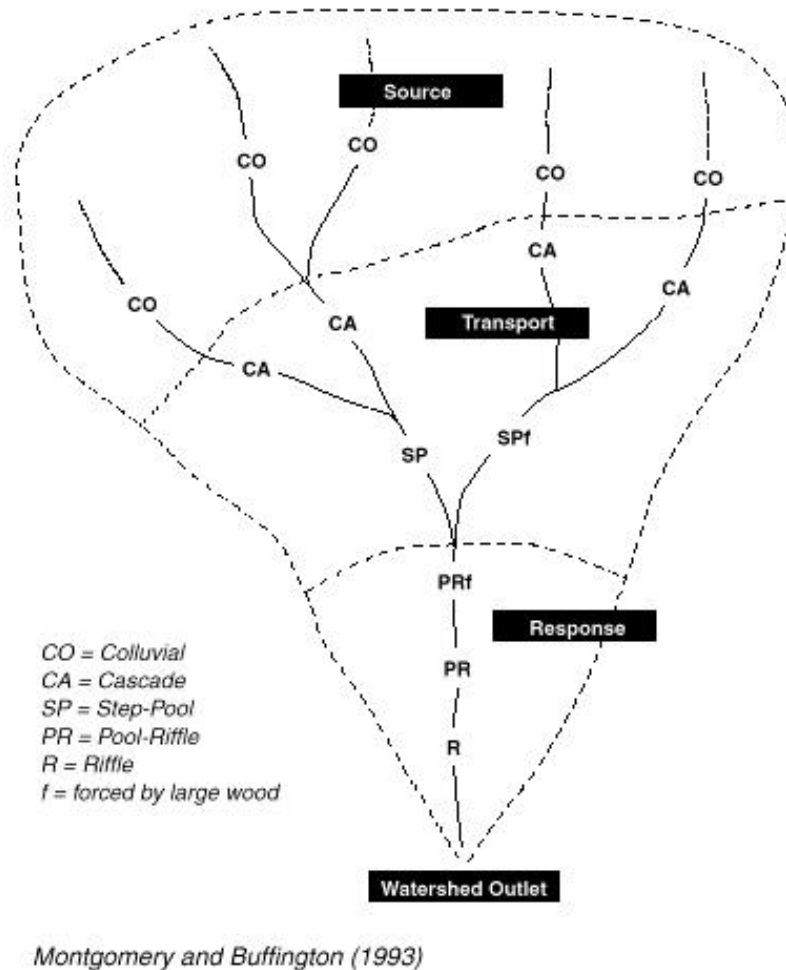 Source
CO
CO
CO
CO
CA
CO
CA
CA
Transport
CA
SPf
SP
PRf
Response
CO = Colluvial
CA = Cascade
PR
SP = Step-Pool
PR = Pool-Riffle
R
R = Riffle
f = forced by large wood
Watershed Outlet
Montgomery and Buffington (1993)